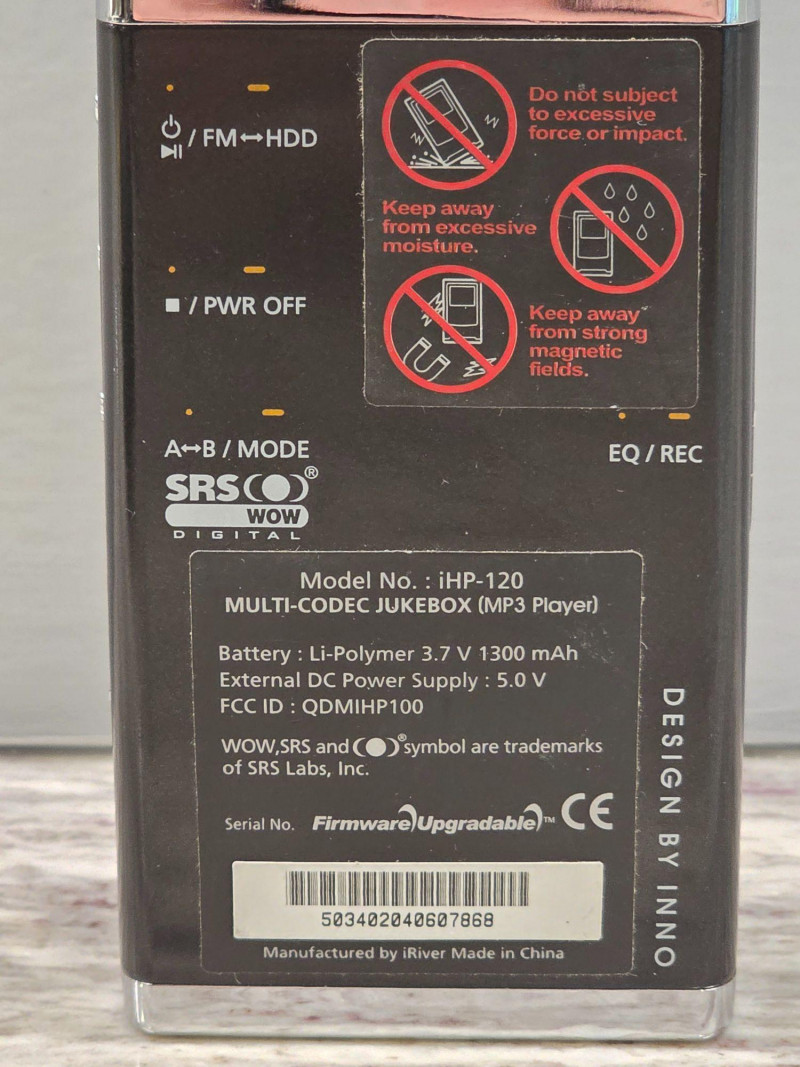 / FM↔HDD
Do not subject
to excessive
force or impact.
Keep away
from excessive
moisture.
■ / PWR OFF
Keep away
from strong
magnetic
fields.
A↔B / MODE
EQ / REC
SRS(●)®
WOW
DIGITAL
Model No. : iHP-120
MULTI-CODEC JUKEBOX (MP3 Player)
Battery : Li-Polymer 3.7 V 1300 mAh
External DC Power Supply : 5.0 V
FCC ID : QDMIHP100
WOW,SRS and (●)® symbol are trademarks
of SRS Labs, Inc.
Serial No. Firmware Upgradable™ CE
503402040607868
Manufactured by iRiver Made in China
DESIGN BY INNO